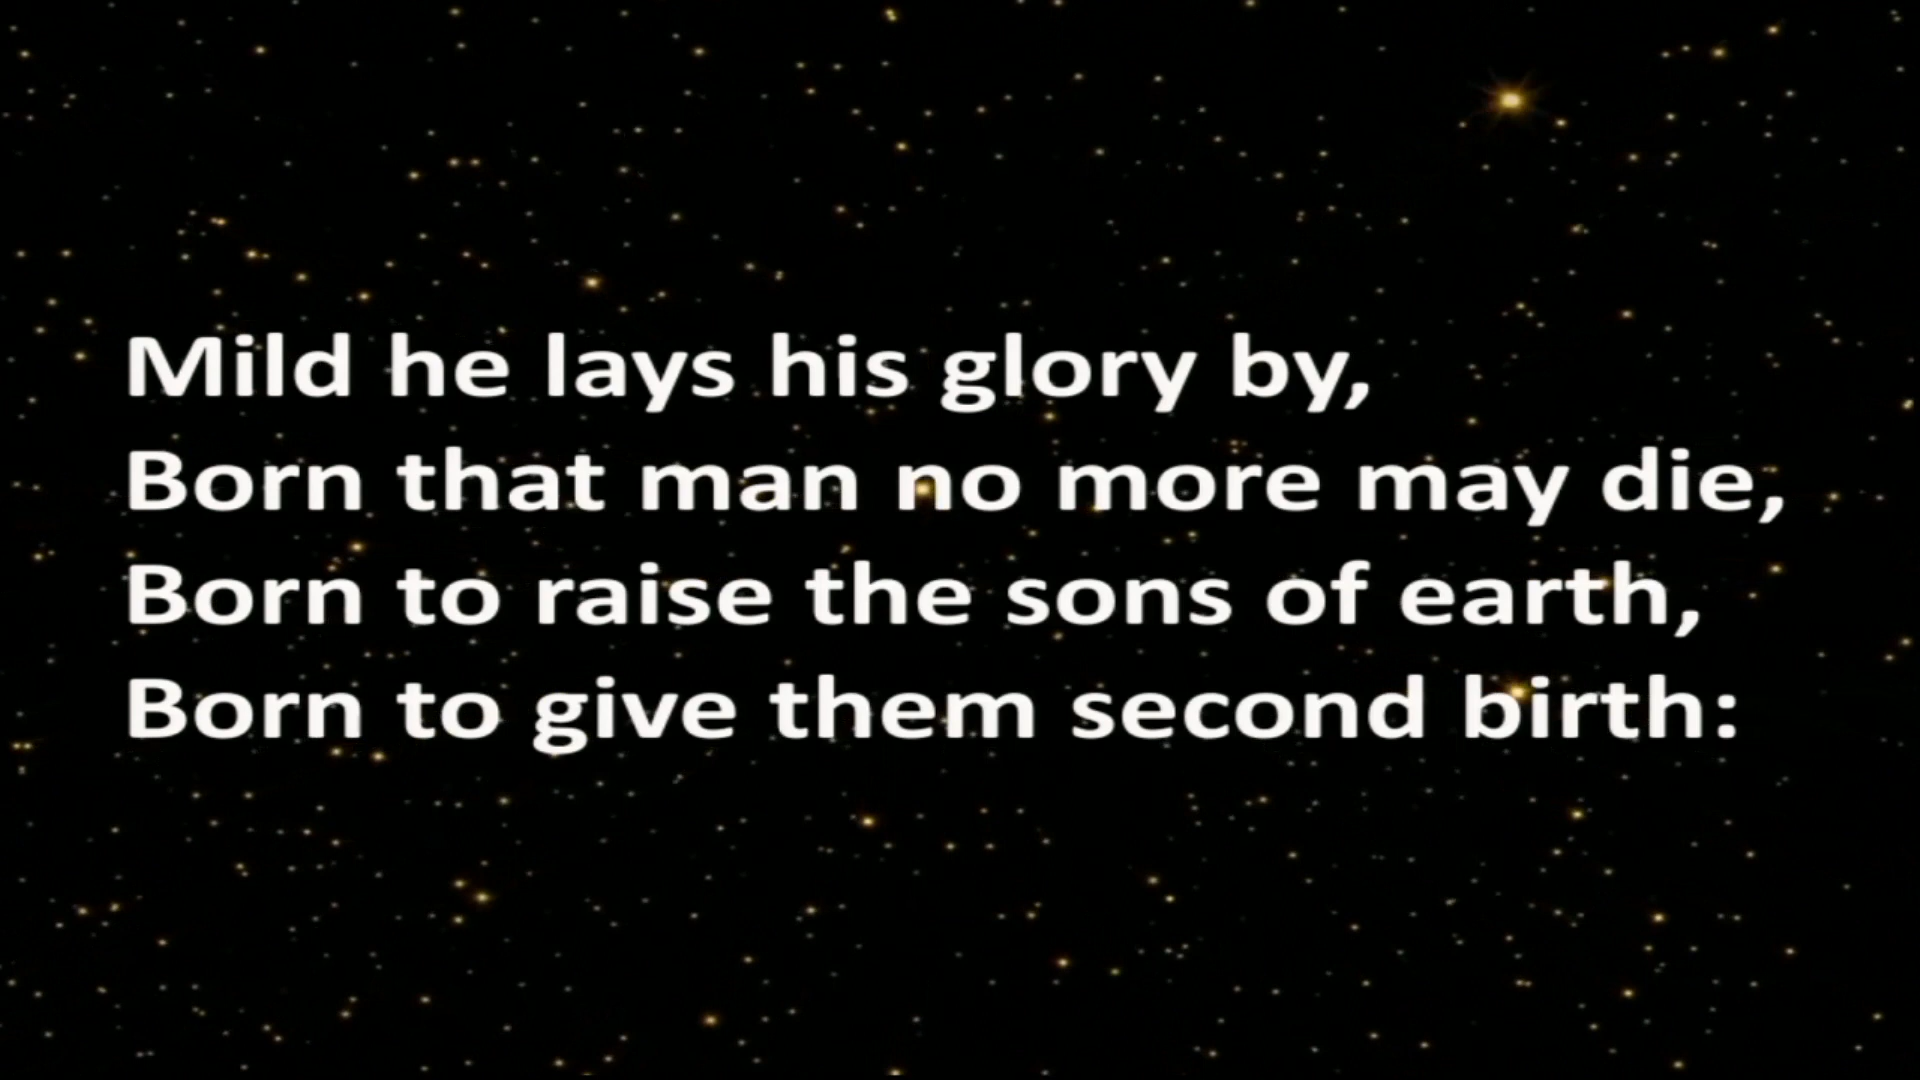 Mild he lays his glory by,
Born that man no more may die,
Born to raise the sons of earth,
Born to give them second birth: